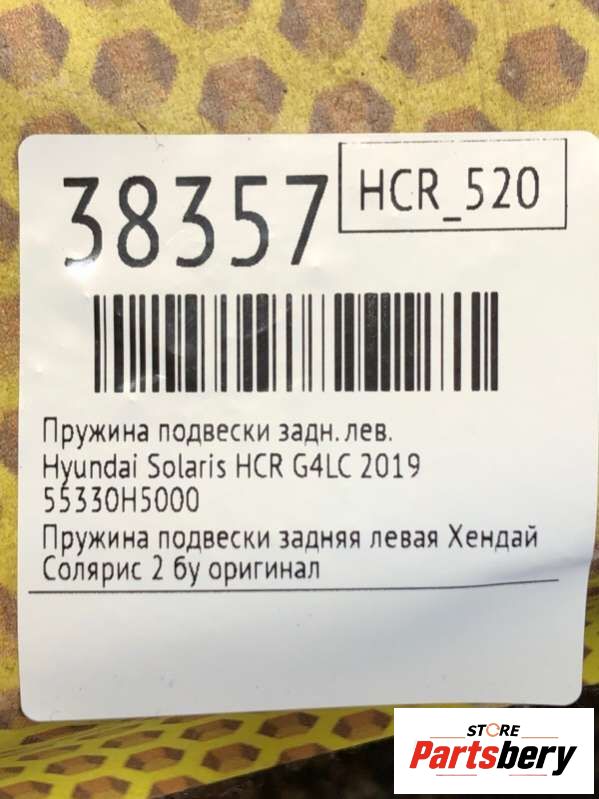 38357
HCR_520
Пружина подвески задн. лев.
Hyundai Solaris HCR G4LC 2019
55330H5000
Пружина подвески задняя левая Хендай
Солярис 2 бу оригинал
STORE
Partsbery